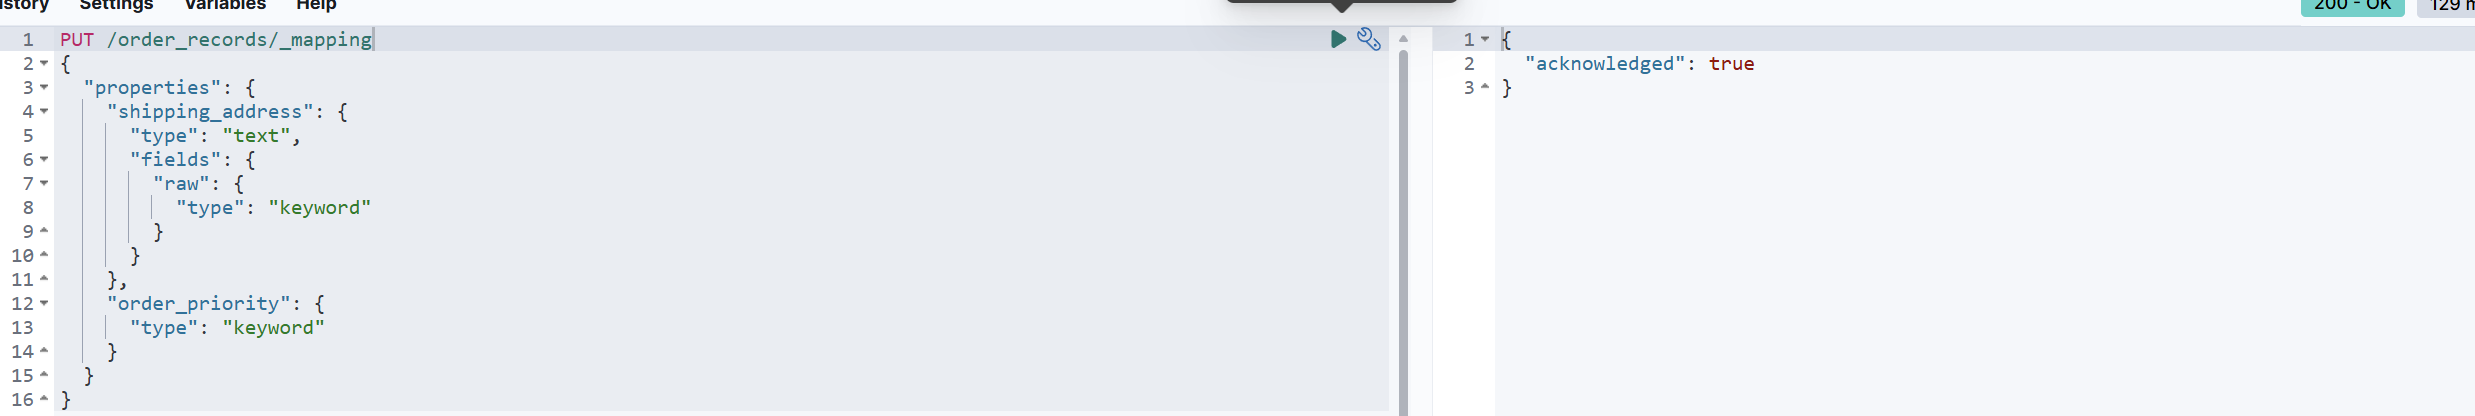 Settings Variables Help
200 - OK 129
1 PUT /order_records/_mapping
2 {
3 "properties": {
4 "shipping_address": {
5 "type": "text",
6 "fields": {
7 "raw": {
8 "type": "keyword"
9 }
10 }
11 },
12 "order_priority": {
13 "type": "keyword"
14 }
15 }
16 }
1 {
2 "acknowledged": true
3 }